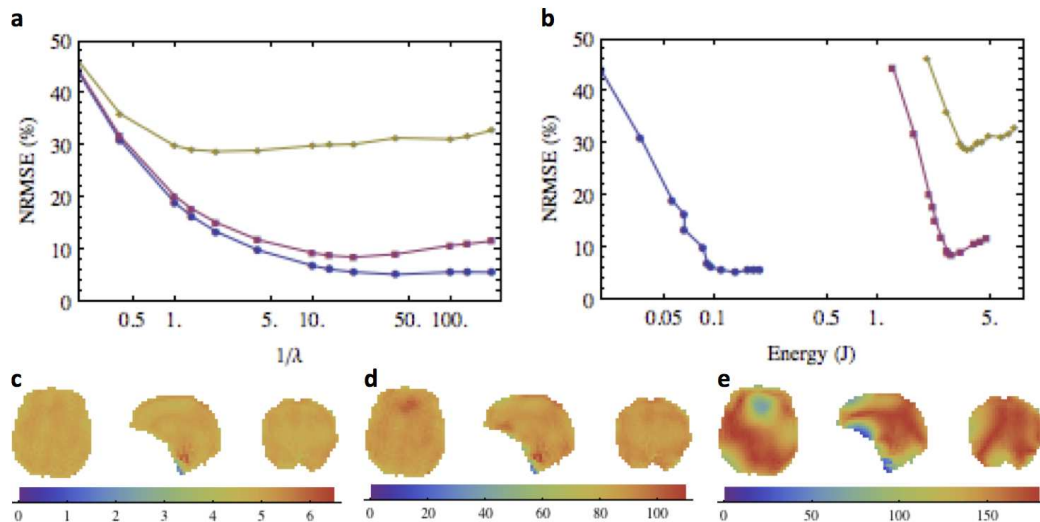 a
50
40
30
20
10
0
NRMSE (%)
0.5 1. 5. 10. 50. 100.
1/λ
b
50
40
30
20
10
0
NRMSE (%)
0.05 0.1 0.5 1. 5.
Energy (J)
c
0 1 2 3 4 5 6
d
0 20 40 60 80 100
e
0 50 100 150